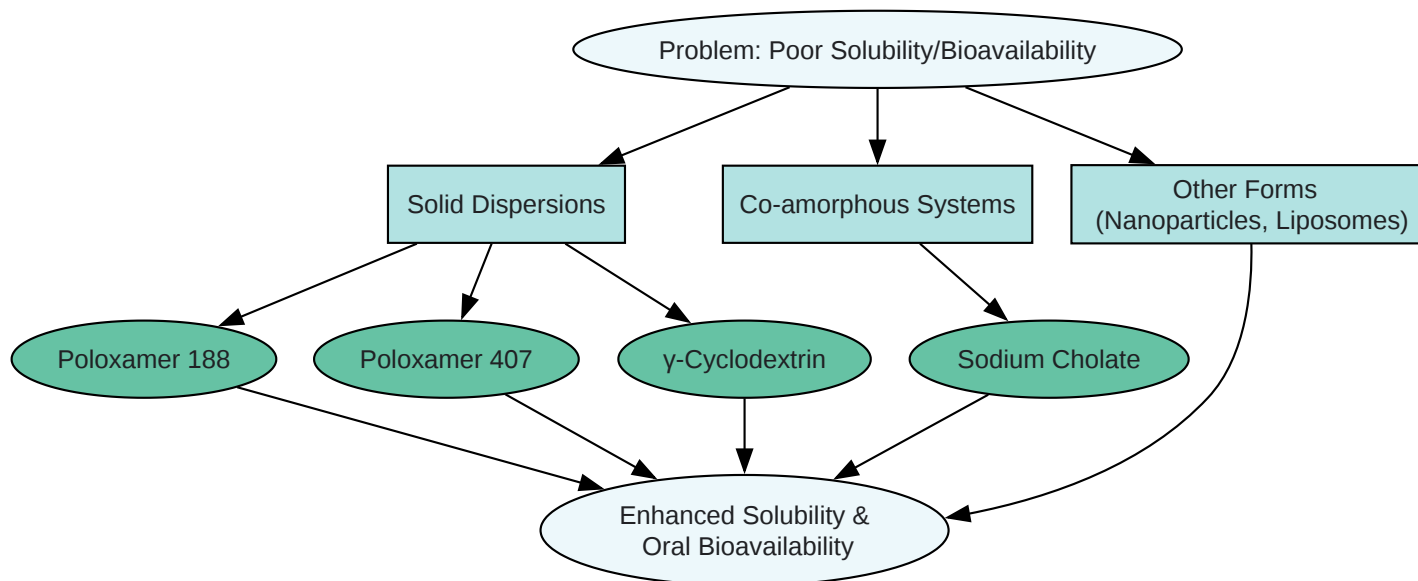 Problem: Poor Solubility/Bioavailability
Solid Dispersions
Co-amorphous Systems
Other Forms
(Nanoparticles, Liposomes)
Poloxamer 188
Poloxamer 407
γ-Cyclodextrin
Sodium Cholate
Enhanced Solubility &
Oral Bioavailability